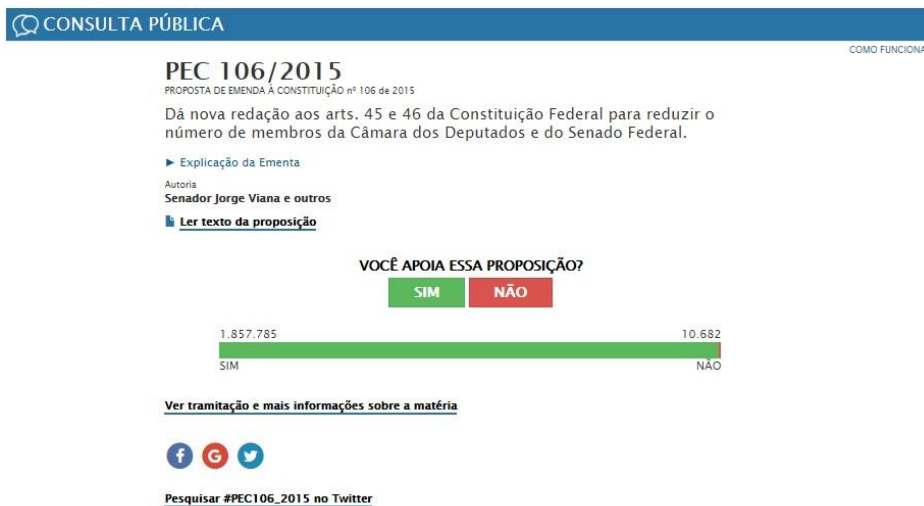 CONSULTA PÚBLICA
COMO FUNCIONA
PEC 106/2015
PROPOSTA DE EMENDA À CONSTITUIÇÃO nº 106 de 2015
Dá nova redação aos arts. 45 e 46 da Constituição Federal para reduzir o
número de membros da Câmara dos Deputados e do Senado Federal.
Explicação da Ementa
Autoria
Senador Jorge Viana e outros
Ler texto da proposição
VOCÊ APOIA ESSA PROPOSIÇÃO?
SIM NÃO
1.857.785 10.682
SIM NÃO
Ver tramitação e mais informações sobre a matéria
f G
Pesquisar #PEC106_2015 no Twitter